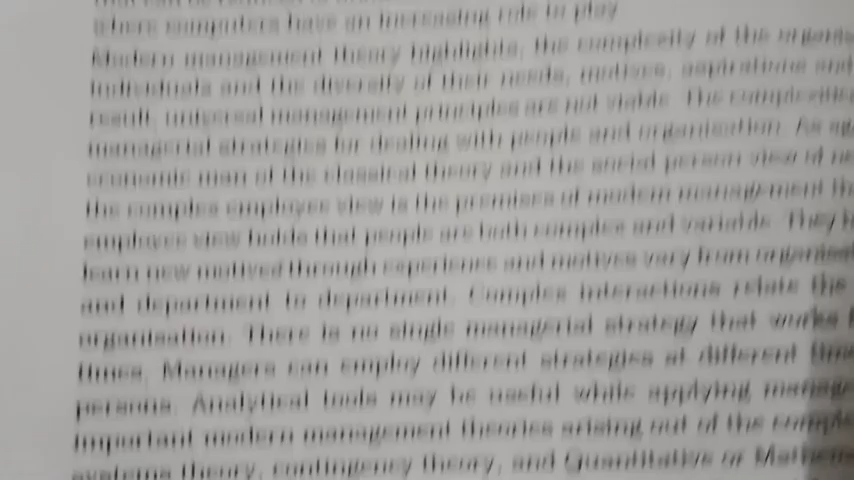 where computers have an increasing role to play
Modern management theory highlights, the complexity of the
individuals and the diversity of their needs, motives, aspirations and
result, universal management principles are not viable. The
managerial strategies for dealing with people and organisation. As
economic man of the classical theory and the social person view of
the complex employee view is the premises of modern management
employee view holds that people are both complex and variable. They
learn new motived through experience and motives vary from
and department to department. Complex interactions relate the
organisation. There is no single managerial strategy that works
times. Managers can employ different strategies at different
persons. Analytical tools may be useful while applying
important modern management theories arising out of the
systems theory, contingency theory, and Quantitative or